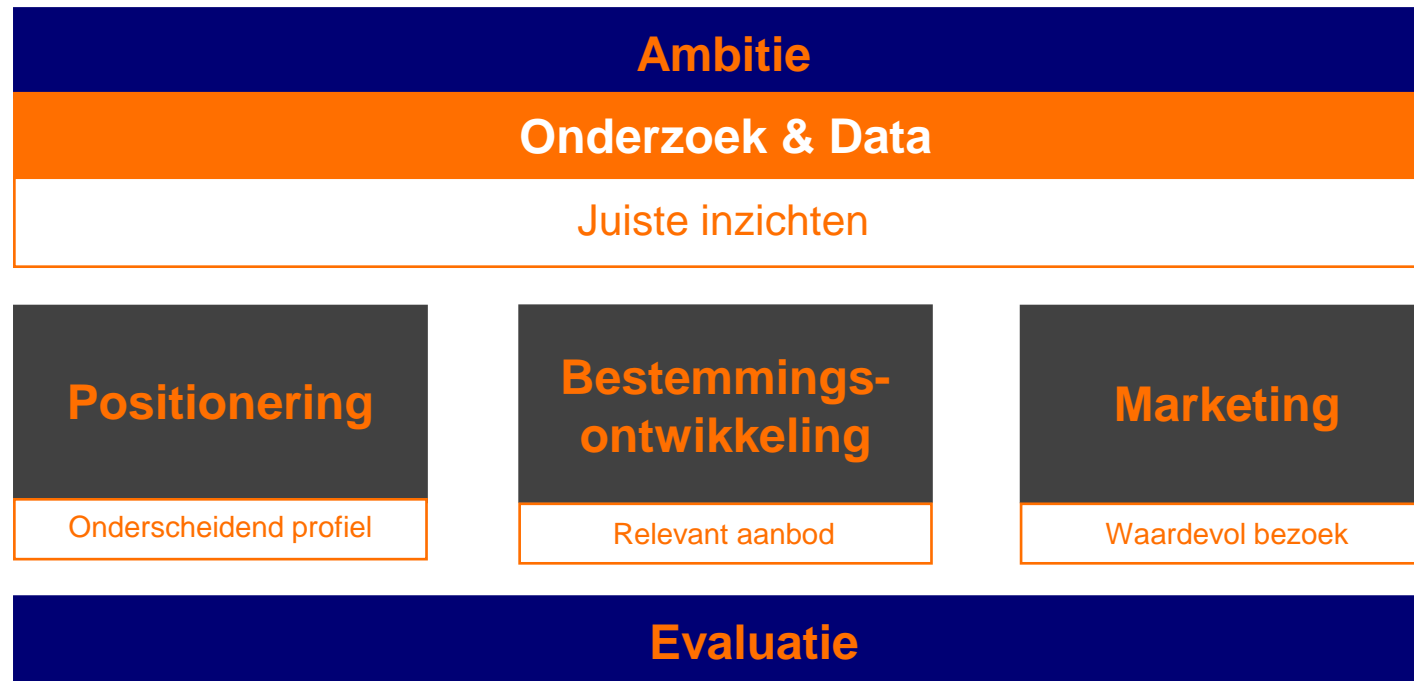 Ambitie
Onderzoek & Data
Juiste inzichten
Positionering
Onderscheidend profiel
Bestemmings-
ontwikkeling
Relevant aanbod
Marketing
Waardevol bezoek
Evaluatie